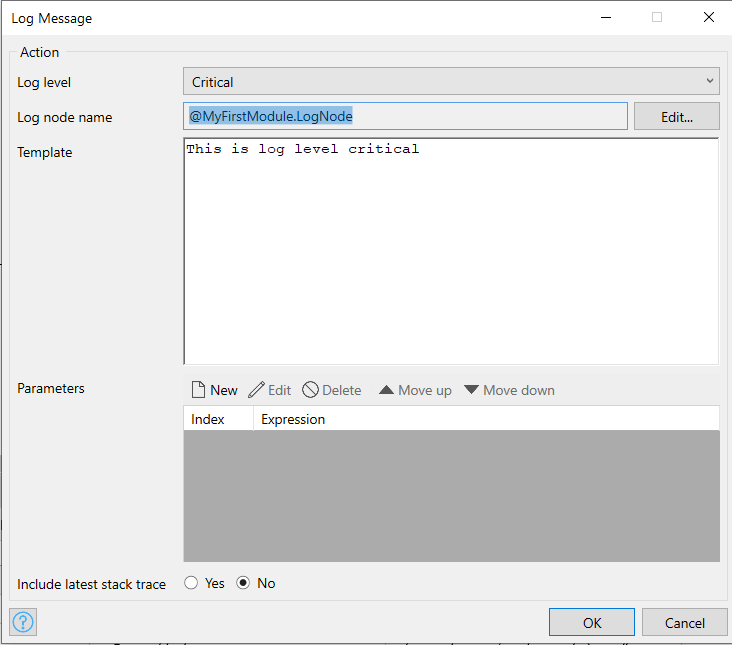 Log Message
Action
Log level
Critical
Log node name
@MyFirstModule.LogNode
Edit...
Template
This is log level critical
Parameters
New Edit Delete Move up Move down
Index Expression
Include latest stack trace
Yes No
?
OK Cancel